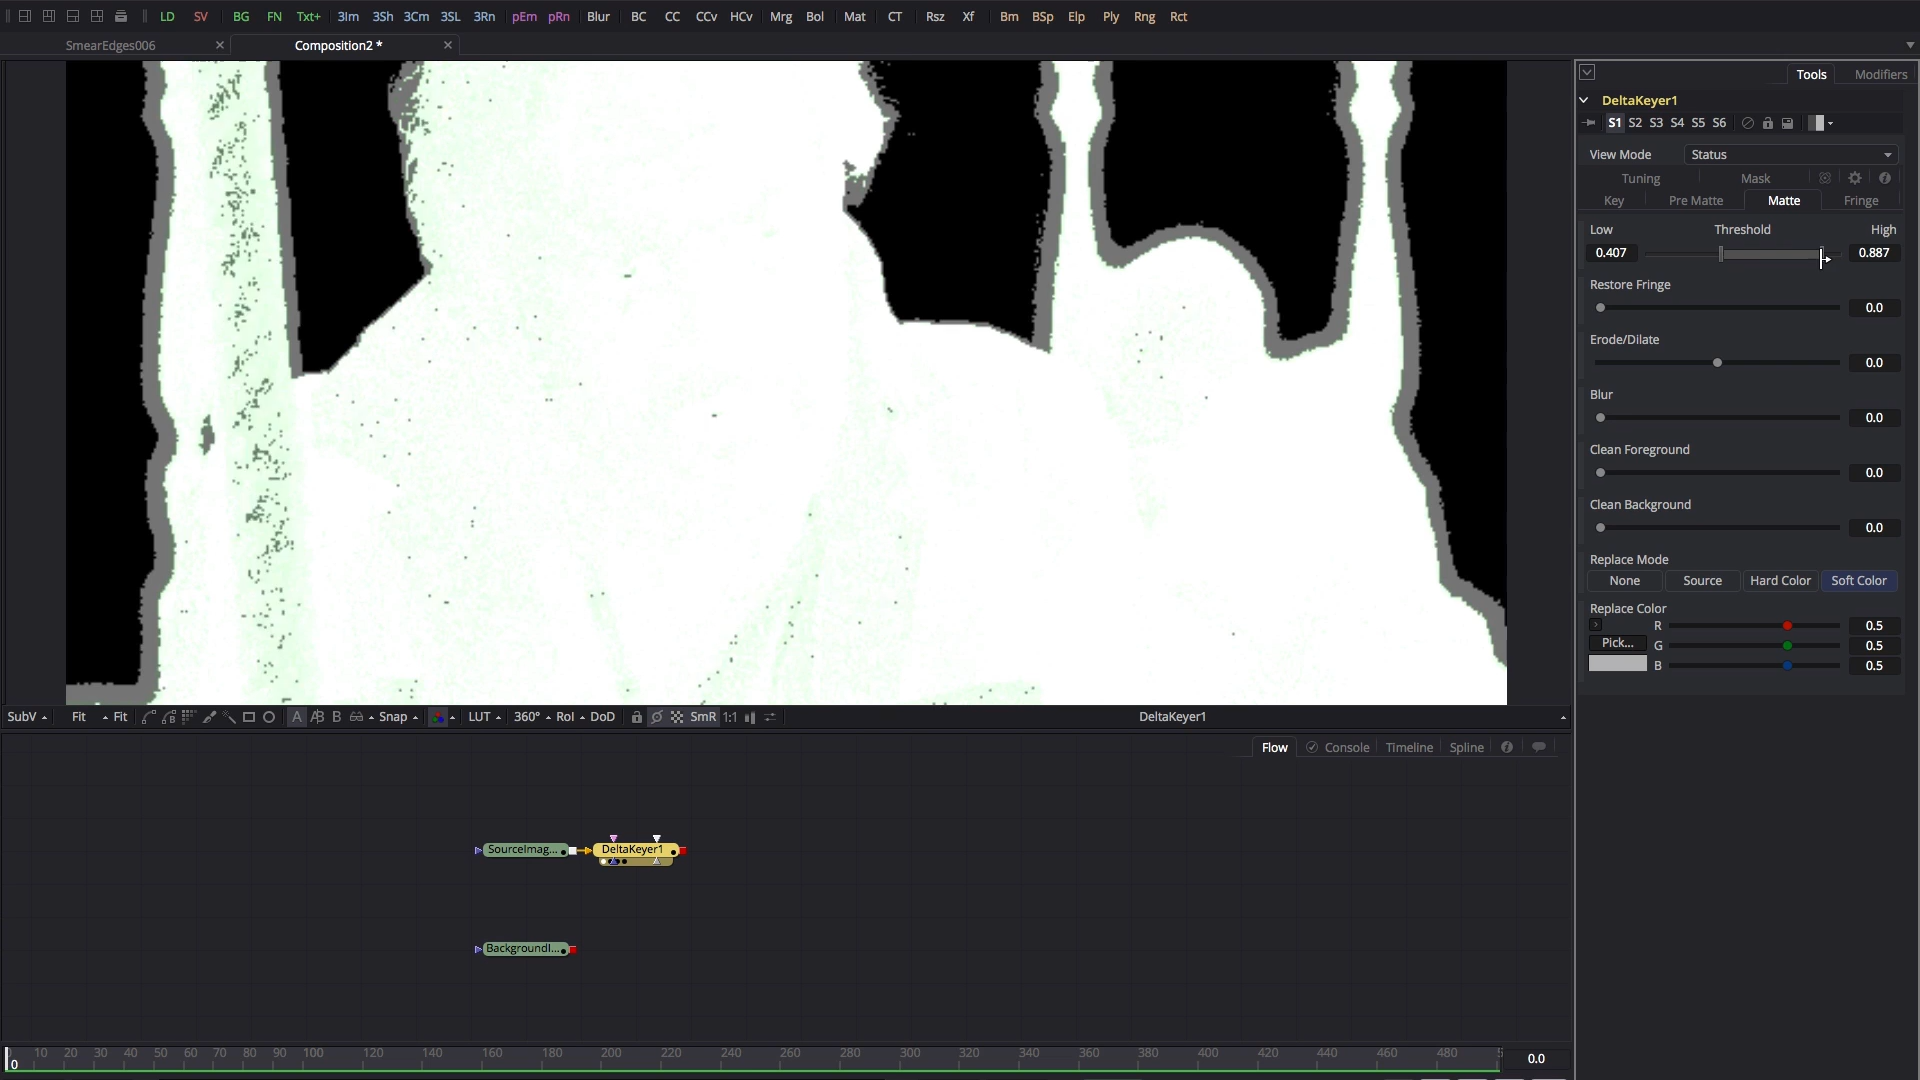 LD SV BG FN Txt+ 3Im 3Sh 3Cm 3SL 3Rn pEm pRn Blur BC CC CCv HCv Mrg Bol Mat CT Rsz Xf Bm BSp Elp Ply Rng Rct
SmearEdges006 Composition2 *
Tools Modifiers
DeltaKeyer1
S1 S2 S3 S4 S5 S6
View Mode Status
Tuning Mask
Key Pre Matte Matte Fringe
Low Threshold High
0.407 0.887
Restore Fringe
0.0
Erode/Dilate
0.0
Blur
0.0
Clean Foreground
0.0
Clean Background
0.0
Replace Mode
None Source Hard Color Soft Color
Replace Color
R 0.5
Pick... G 0.5
B 0.5
SubV Fit Fit A B Snap LUT 360° RoI DoD SmR 1:1 DeltaKeyer1
Flow Console Timeline Spline
SourceImag... DeltaKeyer1
BackgroundI...
10 20 30 40 50 60 70 80 90 100 120 140 160 180 200 220 240 260 280 300 320 340 360 380 400 420 440 460 480
0 0.0